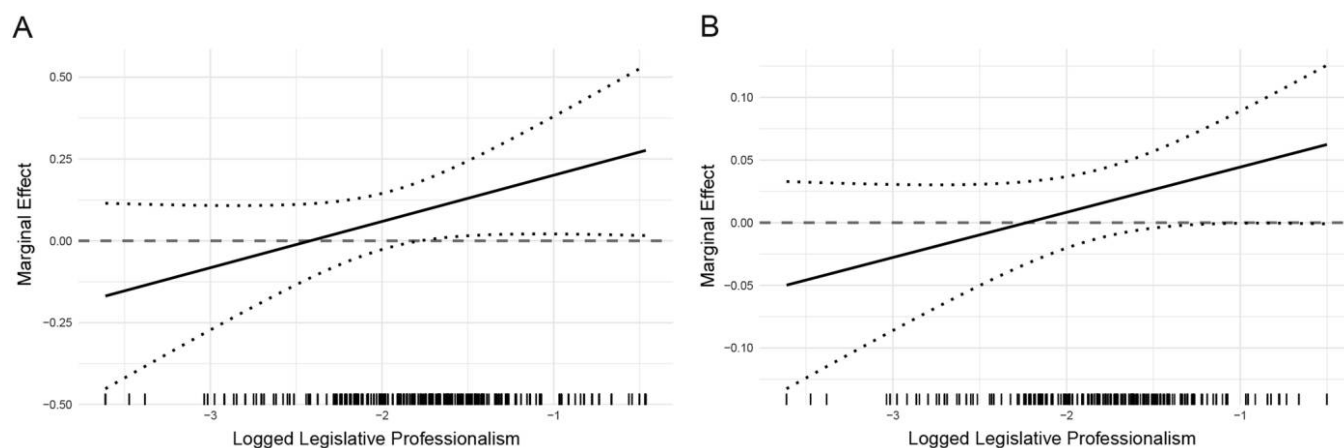 A
Marginal Effect
0.50
0.25
0.00
−0.25
−0.50
−3
−2
−1
Logged Legislative Professionalism
B
Marginal Effect
0.10
0.05
0.00
−0.05
−0.10
−3
−2
−1
Logged Legislative Professionalism